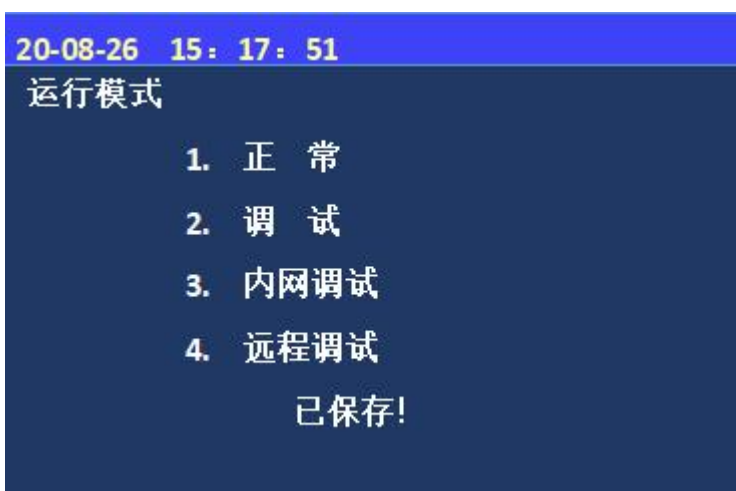 20-08-26 15：17：51
运行模式
1. 正 常
2. 调 试
3. 内网调试
4. 远程调试
已保存!